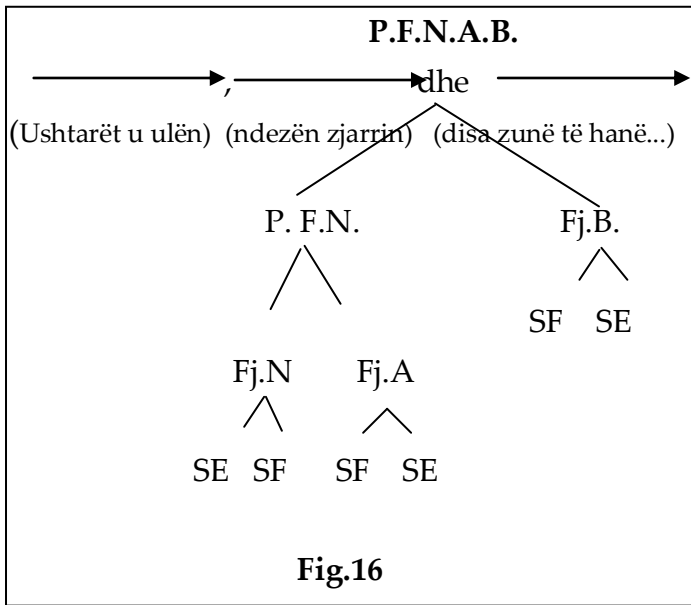 P.F.N.A.B.
, dhe
(Ushtarët u ulën) (ndezën zjarrin) (disa zunë të hanë...)
P. F.N. Fj.B.
SF SE
Fj.N Fj.A
SE SF SF SE
Fig.16